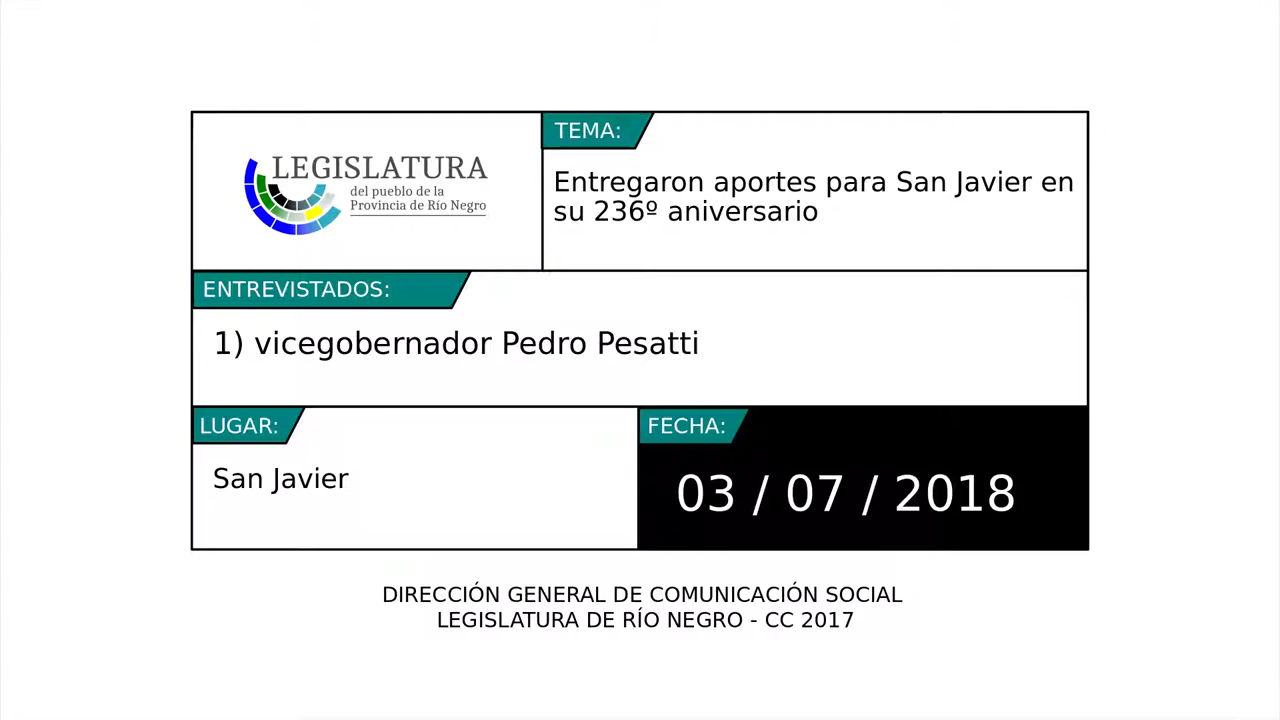 LEGISLATURA
del pueblo de la
Provincia de Río Negro
TEMA:
Entregaron aportes para San Javier en
su 236º aniversario
ENTREVISTADOS:
1) vicegobernador Pedro Pesatti
LUGAR:
San Javier
FECHA:
03 / 07 / 2018
DIRECCIÓN GENERAL DE COMUNICACIÓN SOCIAL
LEGISLATURA DE RÍO NEGRO - CC 2017